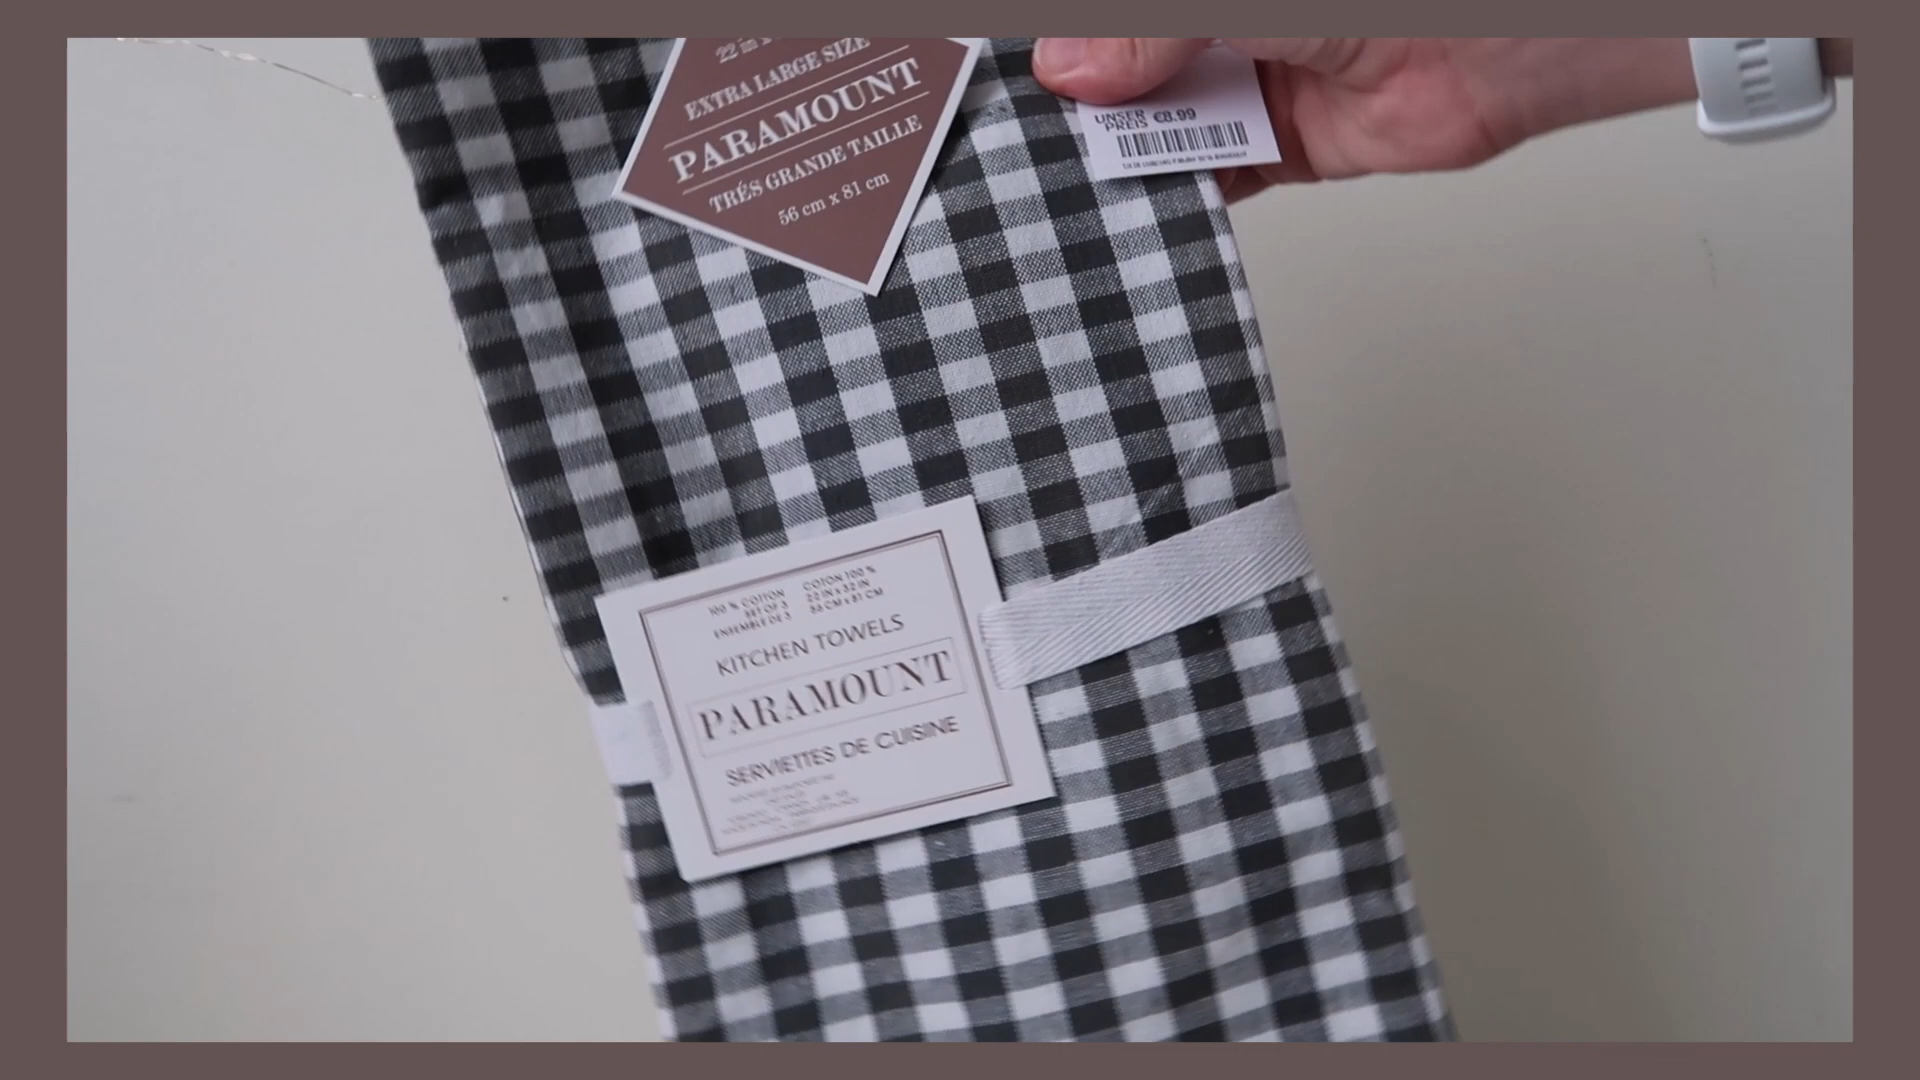 22 in x
EXTRA LARGE SIZE
PARAMOUNT
TRÉS GRANDE TAILLE
56 cm x 81 cm
UNSER
PREIS €8.99
100 % COTTON
SET OF 3
ENSEMBLE DE 3
COTON 100 %
22 IN x 32 IN
56 CM x 81 CM
KITCHEN TOWELS
PARAMOUNT
SERVIETTES DE CUISINE